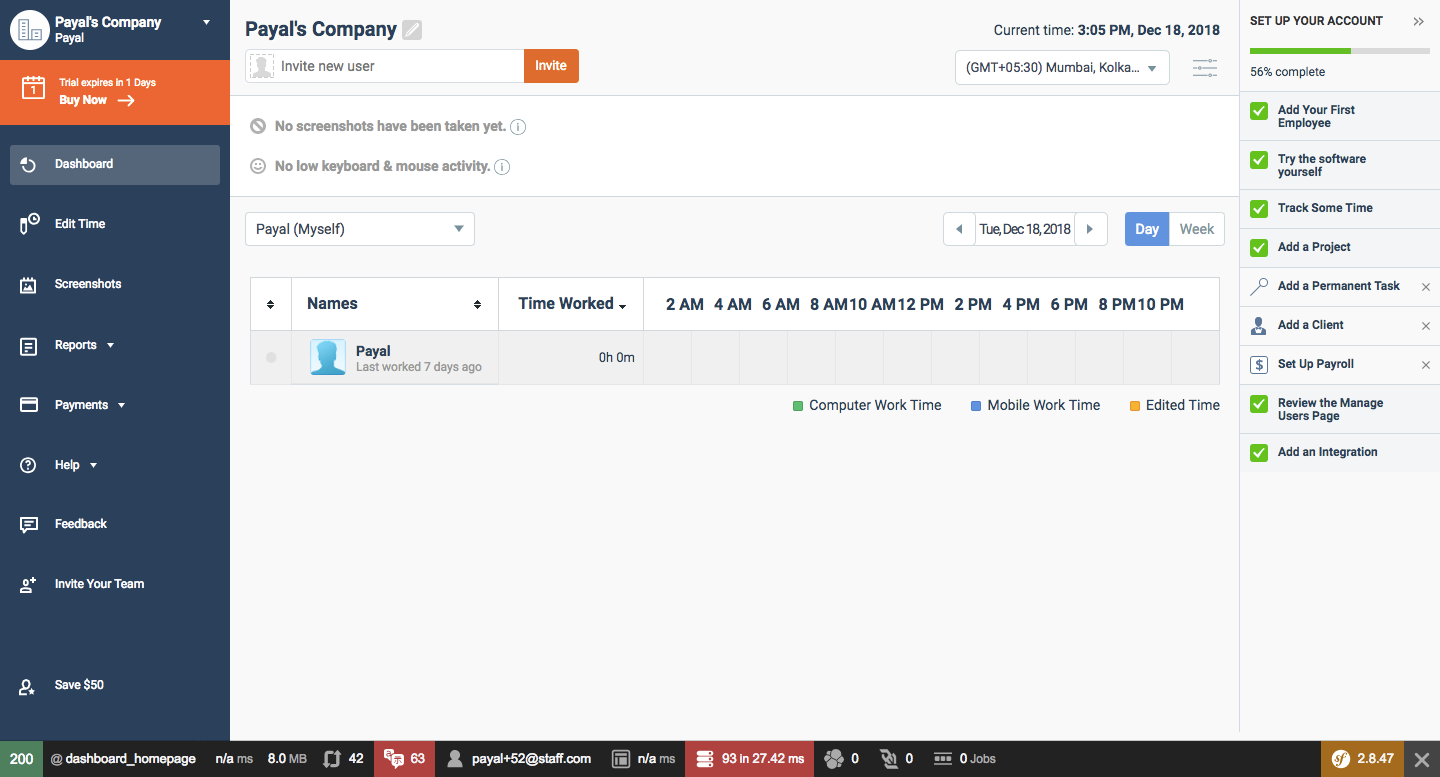 Payal's Company
Payal
1
Trial expires in 1 Days
Buy Now
Dashboard
Edit Time
Screenshots
Reports
Payments
Help
Feedback
Invite Your Team
Save $50
Payal's Company
Current time: 3:05 PM, Dec 18, 2018
Invite new user
Invite
(GMT+05:30) Mumbai, Kolka...
No screenshots have been taken yet.
No low keyboard & mouse activity.
Payal (Myself)
Tue, Dec 18, 2018
Day
Week
Names
Time Worked
2 AM 4 AM 6 AM 8 AM 10 AM 12 PM 2 PM 4 PM 6 PM 8 PM 10 PM
Payal
Last worked 7 days ago
0h 0m
Computer Work Time
Mobile Work Time
Edited Time
SET UP YOUR ACCOUNT
56% complete
Add Your First
Employee
Try the software
yourself
Track Some Time
Add a Project
Add a Permanent Task
Add a Client
$ Set Up Payroll
Review the Manage
Users Page
Add an Integration
200 @ dashboard_homepage n/a ms 8.0 MB 42 63 payal+52@staff.com n/a ms 93 in 27.42 ms 0 0 0 Jobs sf 2.8.47